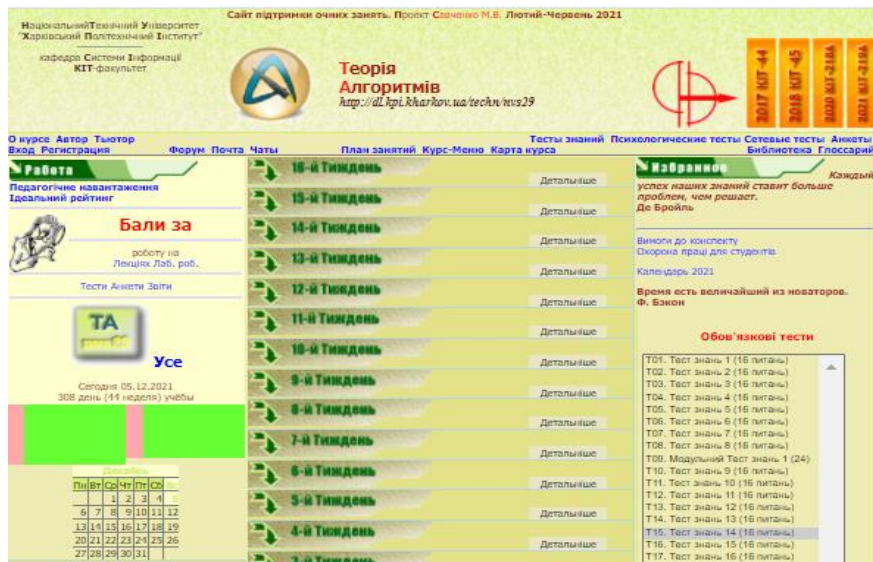 Сайт підтримки очних занять. Проект Савченко М.В. Лютий-Червень 2021
НаціональнийТехнічний Університет
"Харківський Політехнічний Інститут"
кафедра Системи Інформації
КІТ-факультет
Теорія
Алгоритмів
http://dl.kpi.kharkov.ua/techn/nvs29
2017 КІТ-44
2018 КІТ-45
2020 КІТ-218А
2021 КІТ-219А
О курсе Автор Тьютор
Тесты знаний Психологические тесты Сетевые тесты Анкеты
Вход Регистрация Форум Почта Чаты План занятий Курс-Меню Карта курса Библиотека Глоссарий
Работа
Педагогічне навантаження
Ідеальний рейтинг
Бали за
роботу на
Лекціях Лаб. роб.
Тести Анкети Звіти
ТА
Усе
Сегодня 05.12.2021
308 день (44 неделя) учёбы
Декабрь
Пн Вт Ср Чт Пт Сб Вс
1 2 3 4 5
6 7 8 9 10 11 12
13 14 15 16 17 18 19
20 21 22 23 24 25 26
27 28 29 30 31
16-й Тиждень
Детальніше
15-й Тиждень
Детальніше
14-й Тиждень
Детальніше
13-й Тиждень
Детальніше
12-й Тиждень
Детальніше
11-й Тиждень
Детальніше
10-й Тиждень
Детальніше
9-й Тиждень
Детальніше
8-й Тиждень
Детальніше
7-й Тиждень
Детальніше
6-й Тиждень
Детальніше
5-й Тиждень
Детальніше
4-й Тиждень
Детальніше
3-й Тиждень
Избранное
Каждый
успех наших знаний ставит больше
проблем, чем решает.
Де Бройль
Вимоги до конспекту
Охорона праці для студентів
Календарь 2021
Время есть величайший из новаторов.
Ф. Бэкон
Обов'язкові тести
Т01. Тест знань 1 (16 питань)
Т02. Тест знань 2 (16 питань)
Т03. Тест знань 3 (16 питань)
Т04. Тест знань 4 (16 питань)
Т05. Тест знань 5 (16 питань)
Т06. Тест знань 6 (16 питань)
Т07. Тест знань 7 (16 питань)
Т08. Тест знань 8 (16 питань)
Т09. Модульний Тест знань 1 (24)
Т10. Тест знань 9 (16 питань)
Т11. Тест знань 10 (16 питань)
Т12. Тест знань 11 (16 питань)
Т13. Тест знань 12 (16 питань)
Т14. Тест знань 13 (16 питань)
Т15. Тест знань 14 (16 питань)
Т16. Тест знань 15 (16 питань)
Т17. Тест знань 16 (16 питань)